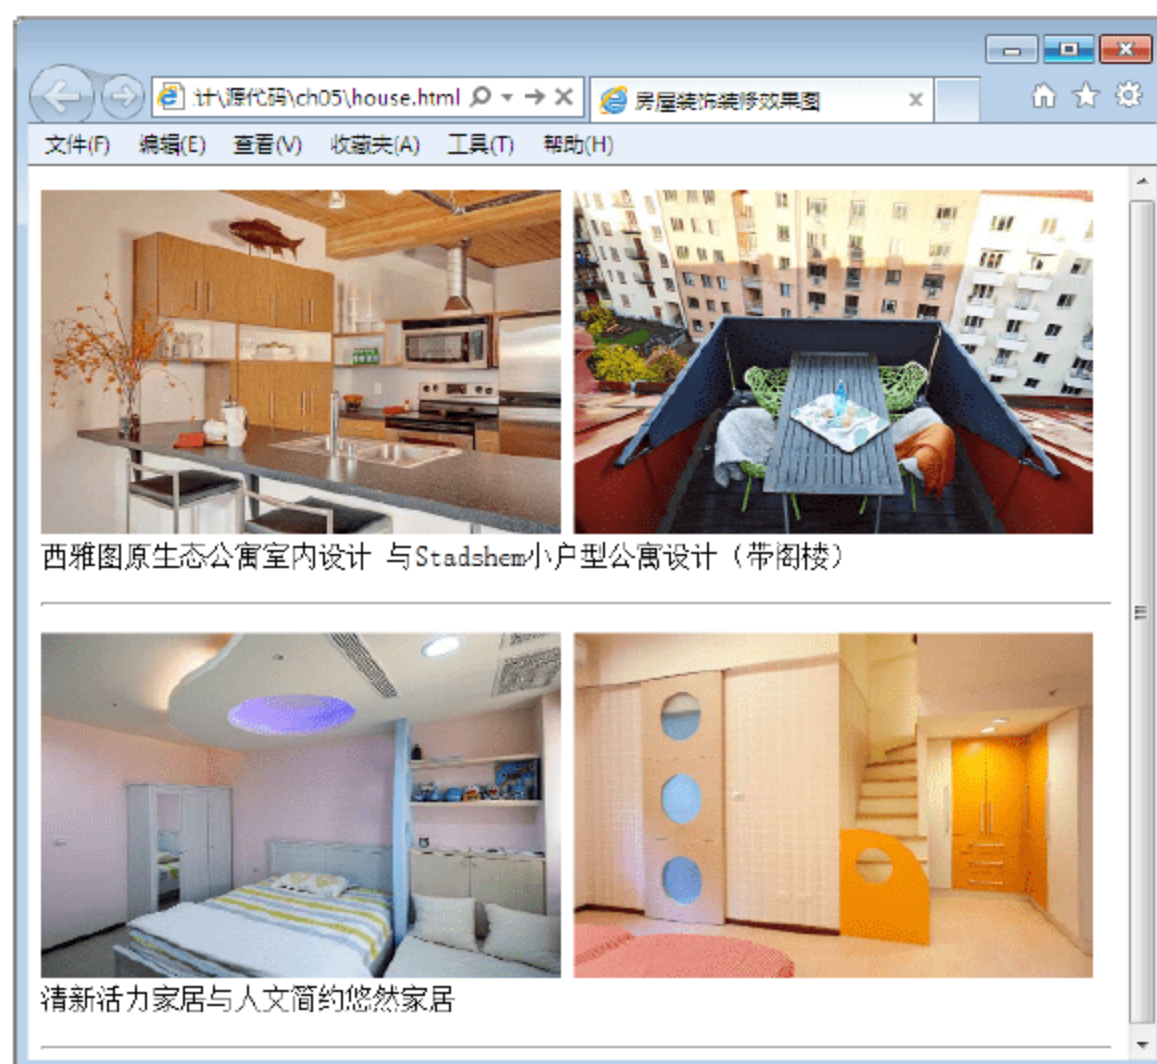 计\源代码\ch05\house.html
房屋装饰装修效果图
文件(F) 编辑(E) 查看(V) 收藏夹(A) 工具(T) 帮助(H)
西雅图原生态公寓室内设计 与Stadshem小户型公寓设计（带阁楼）
清新活力家居与人文简约悠然家居